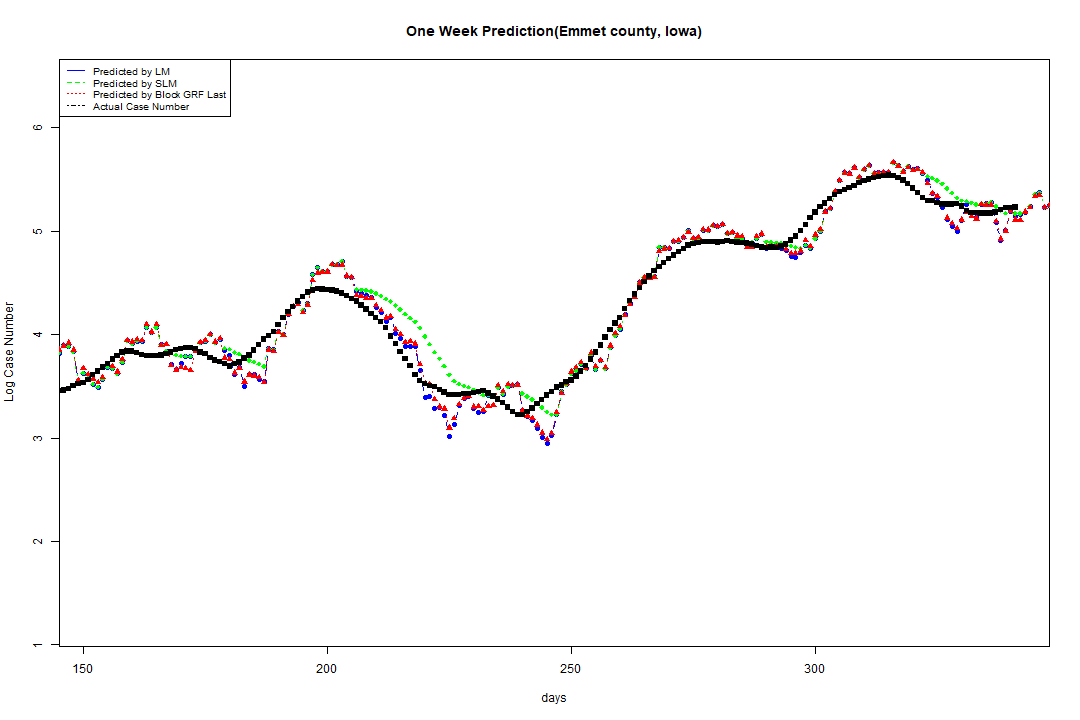 One Week Prediction(Emmet county, Iowa)
Predicted by LM
Predicted by SLM
Predicted by Block GRF Last
Actual Case Number
6
5
4
3
2
1
Log Case Number
150 200 250 300
days